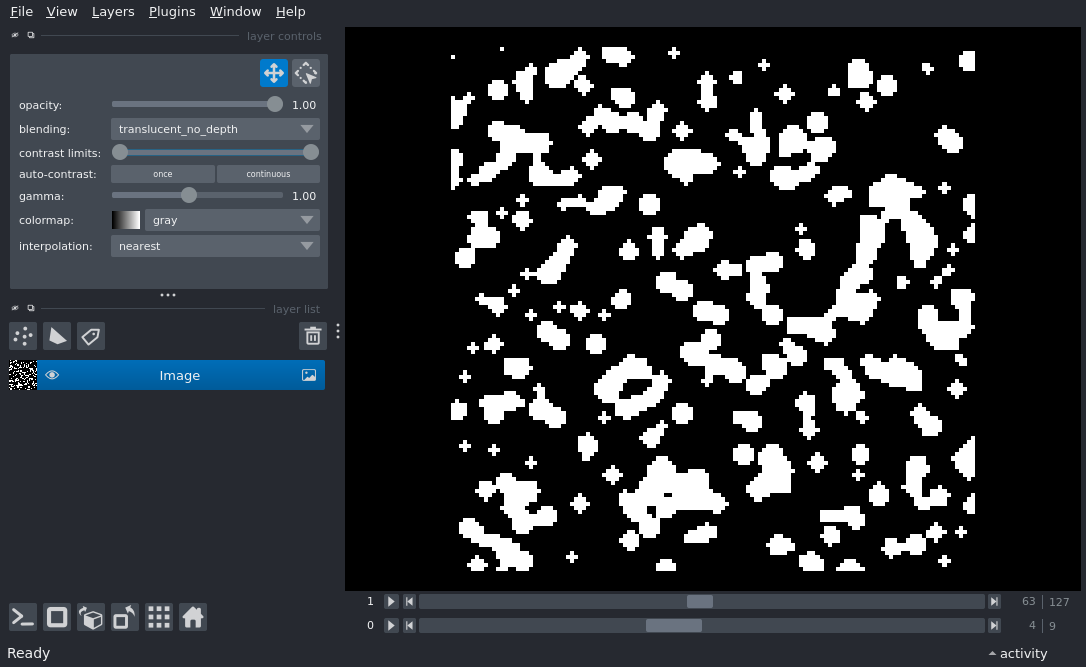 File View Layers Plugins Window Help
layer controls
opacity: 1.00
blending: translucent_no_depth
contrast limits:
auto-contrast: once continuous
gamma: 1.00
colormap: gray
interpolation: nearest
layer list
Image
1 63 127
0 4 9
Ready activity